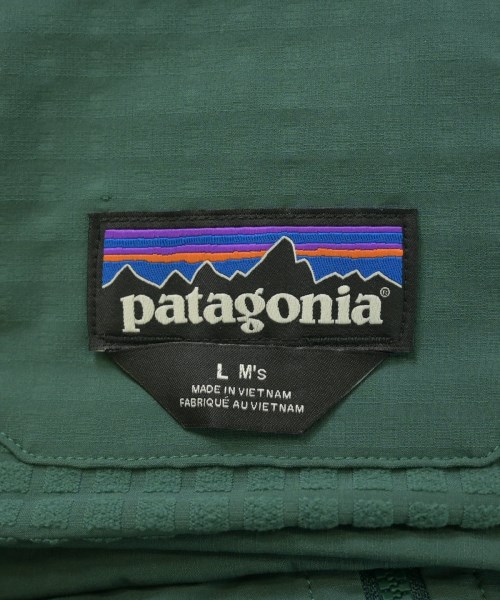 patagonia®
L M's
MADE IN VIETNAM
FABRIQUÉ AU VIETNAM